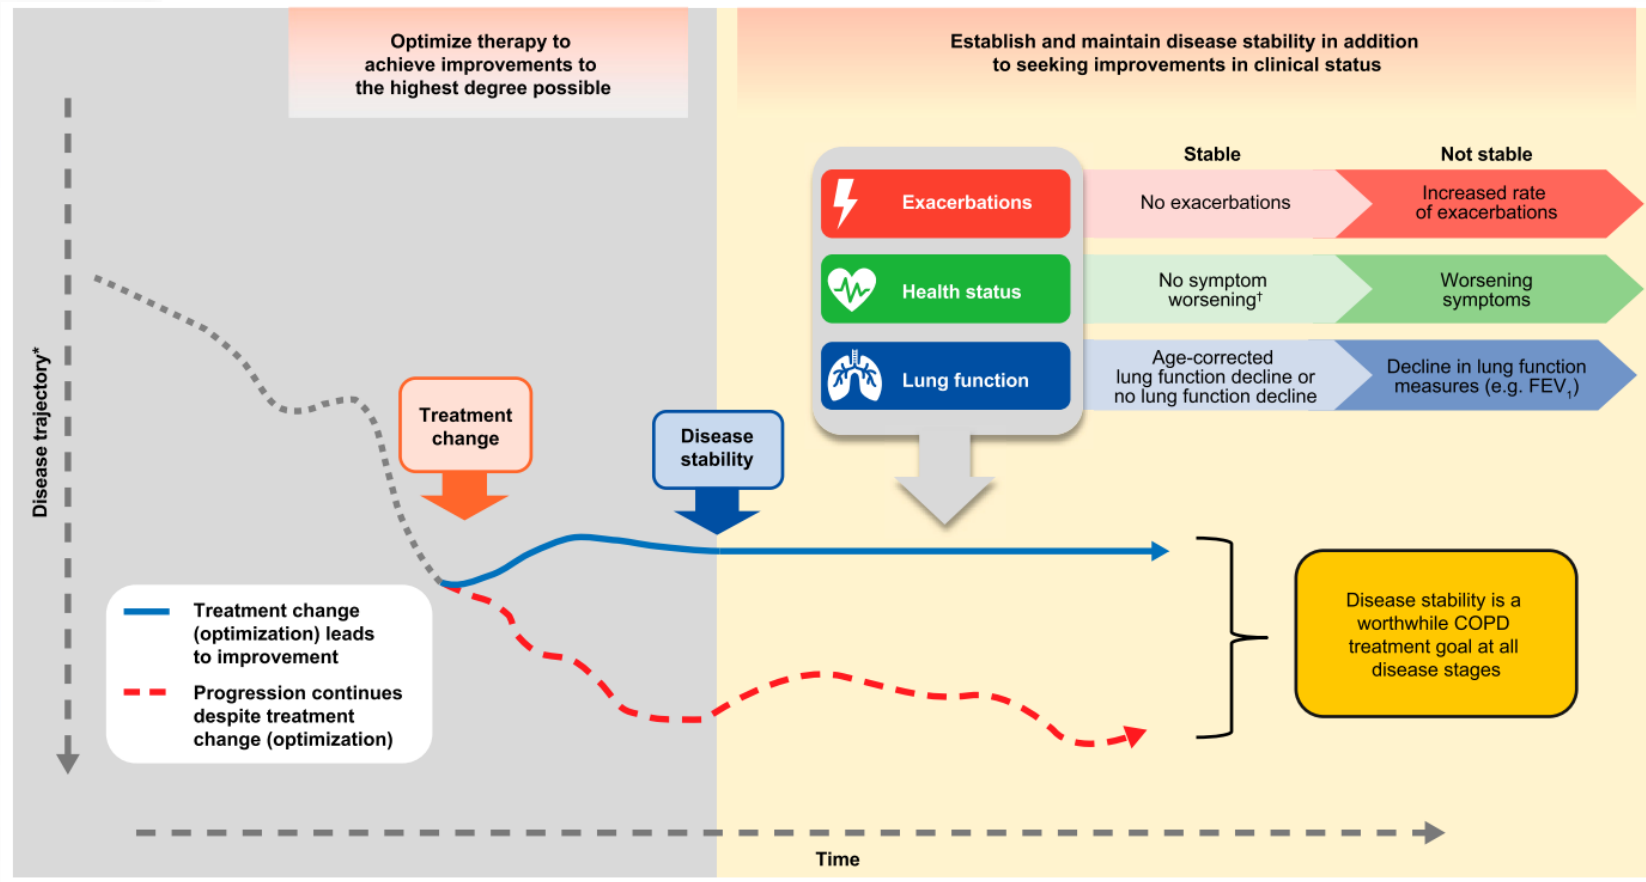 Optimize therapy to
achieve improvements to
the highest degree possible
Establish and maintain disease stability in addition
to seeking improvements in clinical status
Stable
Not stable
Exacerbations
No exacerbations
Increased rate
of exacerbations
Health status
No symptom
worsening†
Worsening
symptoms
Lung function
Age-corrected
lung function decline or
no lung function decline
Decline in lung function
measures (e.g. FEV₁)
Disease trajectory*
Treatment
change
Disease
stability
Treatment change
(optimization) leads
to improvement
Progression continues
despite treatment
change (optimization)
Disease stability is a
worthwhile COPD
treatment goal at all
disease stages
Time